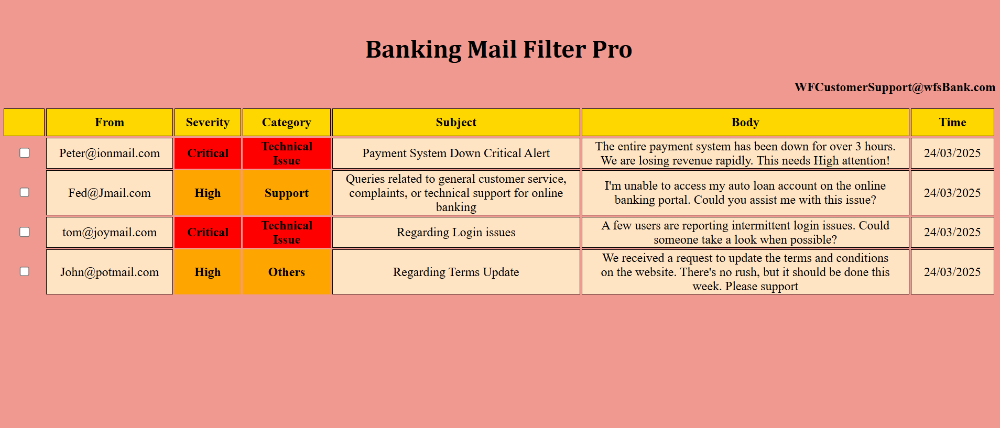 Banking Mail Filter Pro
WFCustomerSupport@wfsBank.com
From Severity Category Subject Body Time
Peter@ionmail.com
Critical
Technical
Issue
Payment System Down Critical Alert
The entire payment system has been down for over 3 hours.
We are losing revenue rapidly. This needs High attention!
24/03/2025
Fed@Jmail.com
High
Support
Queries related to general customer service,
complaints, or technical support for online
banking
I'm unable to access my auto loan account on the online
banking portal. Could you assist me with this issue?
24/03/2025
tom@joymail.com
Critical
Technical
Issue
Regarding Login issues
A few users are reporting intermittent login issues. Could
someone take a look when possible?
24/03/2025
John@potmail.com
High
Others
Regarding Terms Update
We received a request to update the terms and conditions
on the website. There's no rush, but it should be done this
week. Please support
24/03/2025